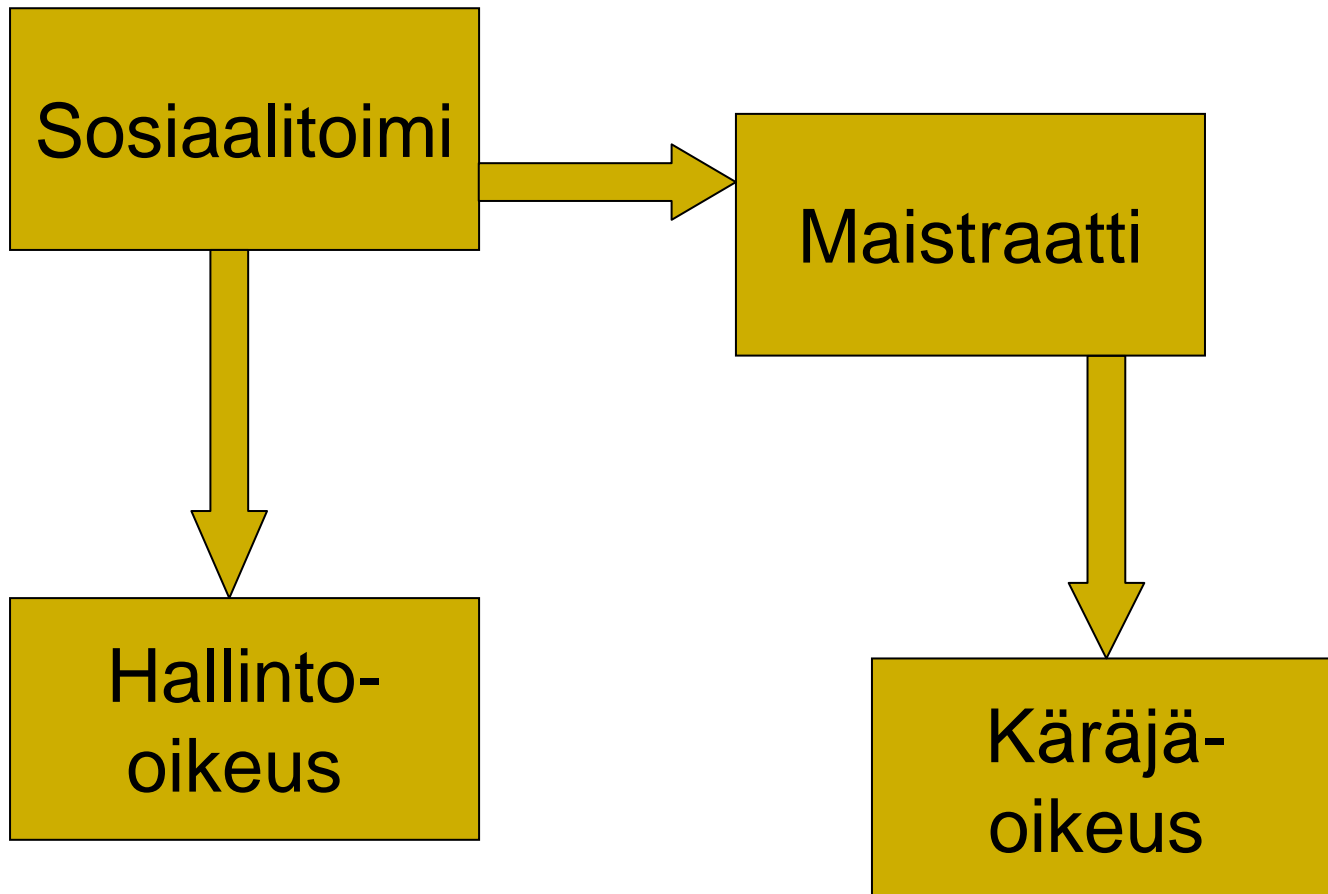 Sosiaalitoimi
Maistraatti
Hallinto-
oikeus
Käräjä-
oikeus